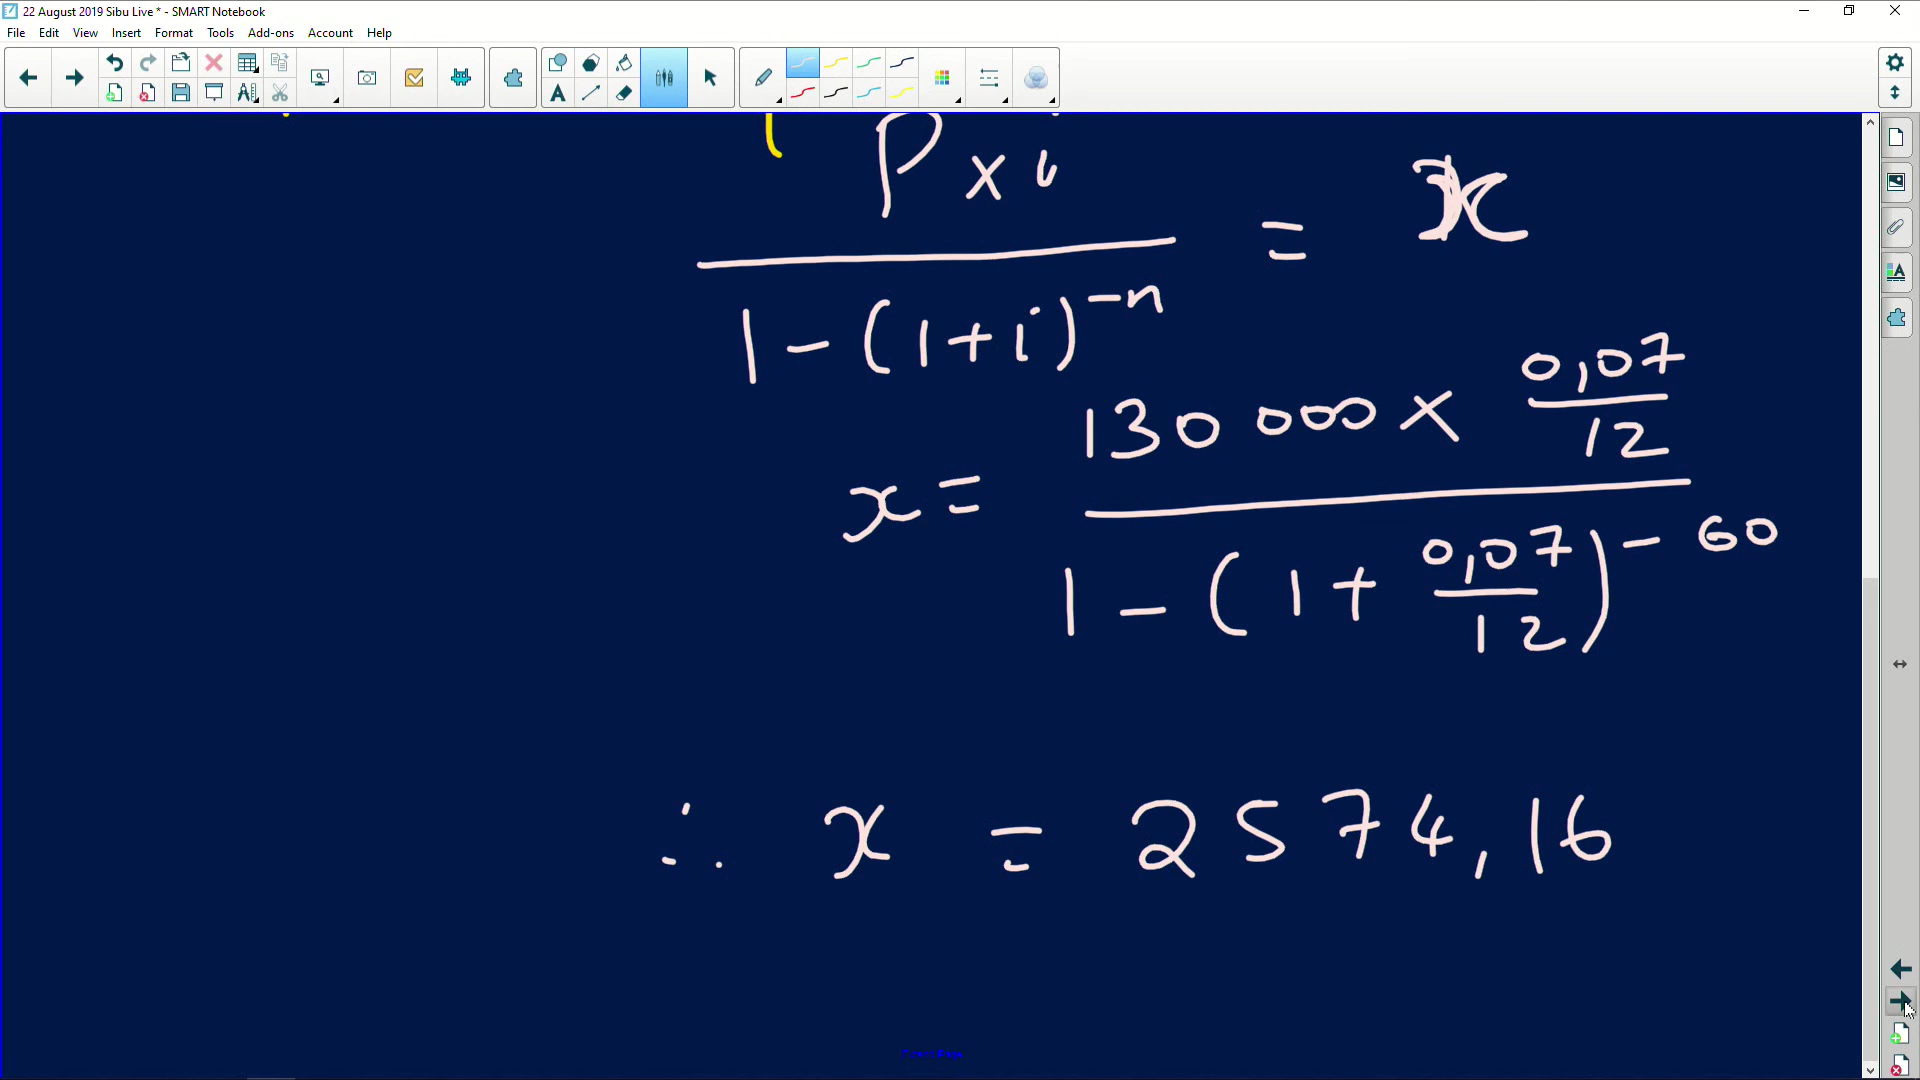 22 August 2019 Sibu Live * - SMART Notebook
File Edit View Insert Format Tools Add-ons Account Help
P × i
1 - (1 + i)^-n
= x
x = 130 000 × 0,07/12
1 - (1 + 0,07/12)^-60
∴ x = 2574,16